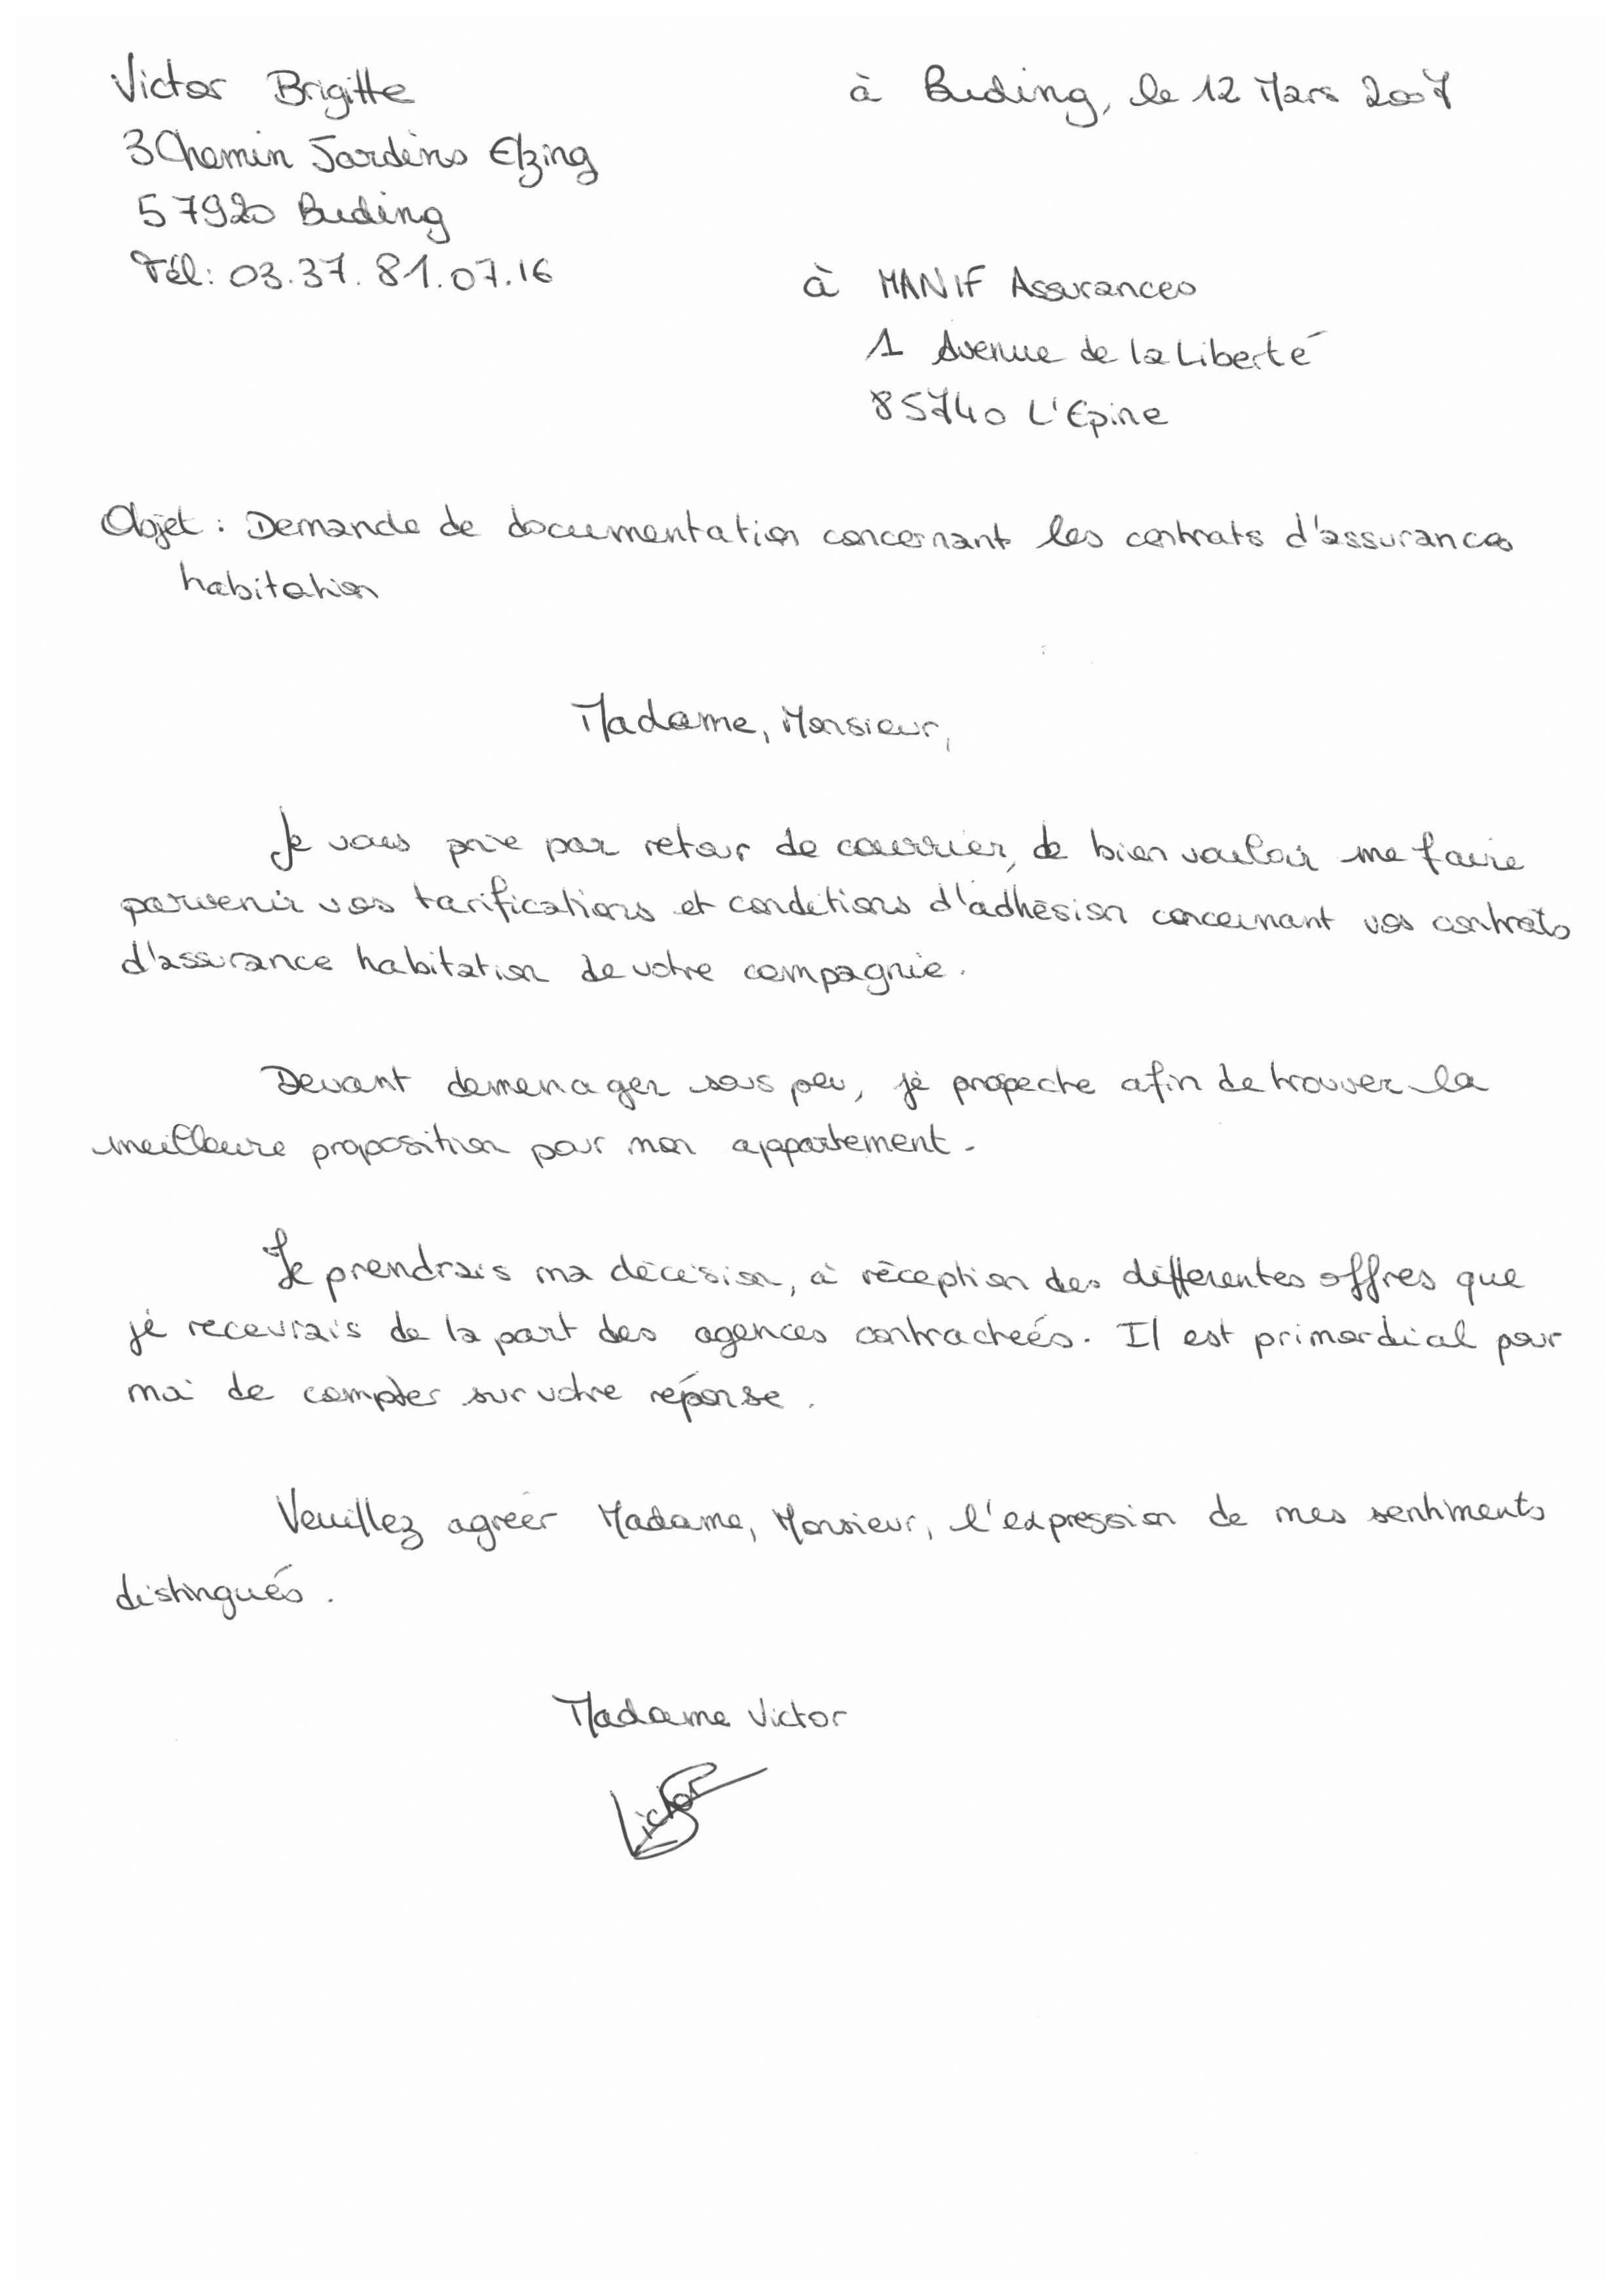 Victor Brigitte
à Buding, le 12 Mars 2007
3 Chemin Jardins Elzing
57920 Buding
Tél: 03.37.81.07.16
à MANIF Assurances
1 Avenue de la Liberté
85740 L'Epine
Objet : Demande de documentation concernant les contrats d'assurances
habitation
Madame, Monsieur,
Je vous prie par retour de courrier, de bien vouloir me faire
parvenir vos tarifications et conditions d'adhésion concernant vos contrats
d'assurance habitation de votre compagnie.
Devant demenager sous peu, je propecte afin de trouver la
meilleure proposition pour mon appartement.
Je prendrais ma décision, à réception des différentes offres que
je recevrais de la part des agences contractées. Il est primordial pour
moi de compter sur votre réponse.
Veuillez agréer Madame, Monsieur, l'expression de mes sentiments
distingués.
Madame Victor
Victor